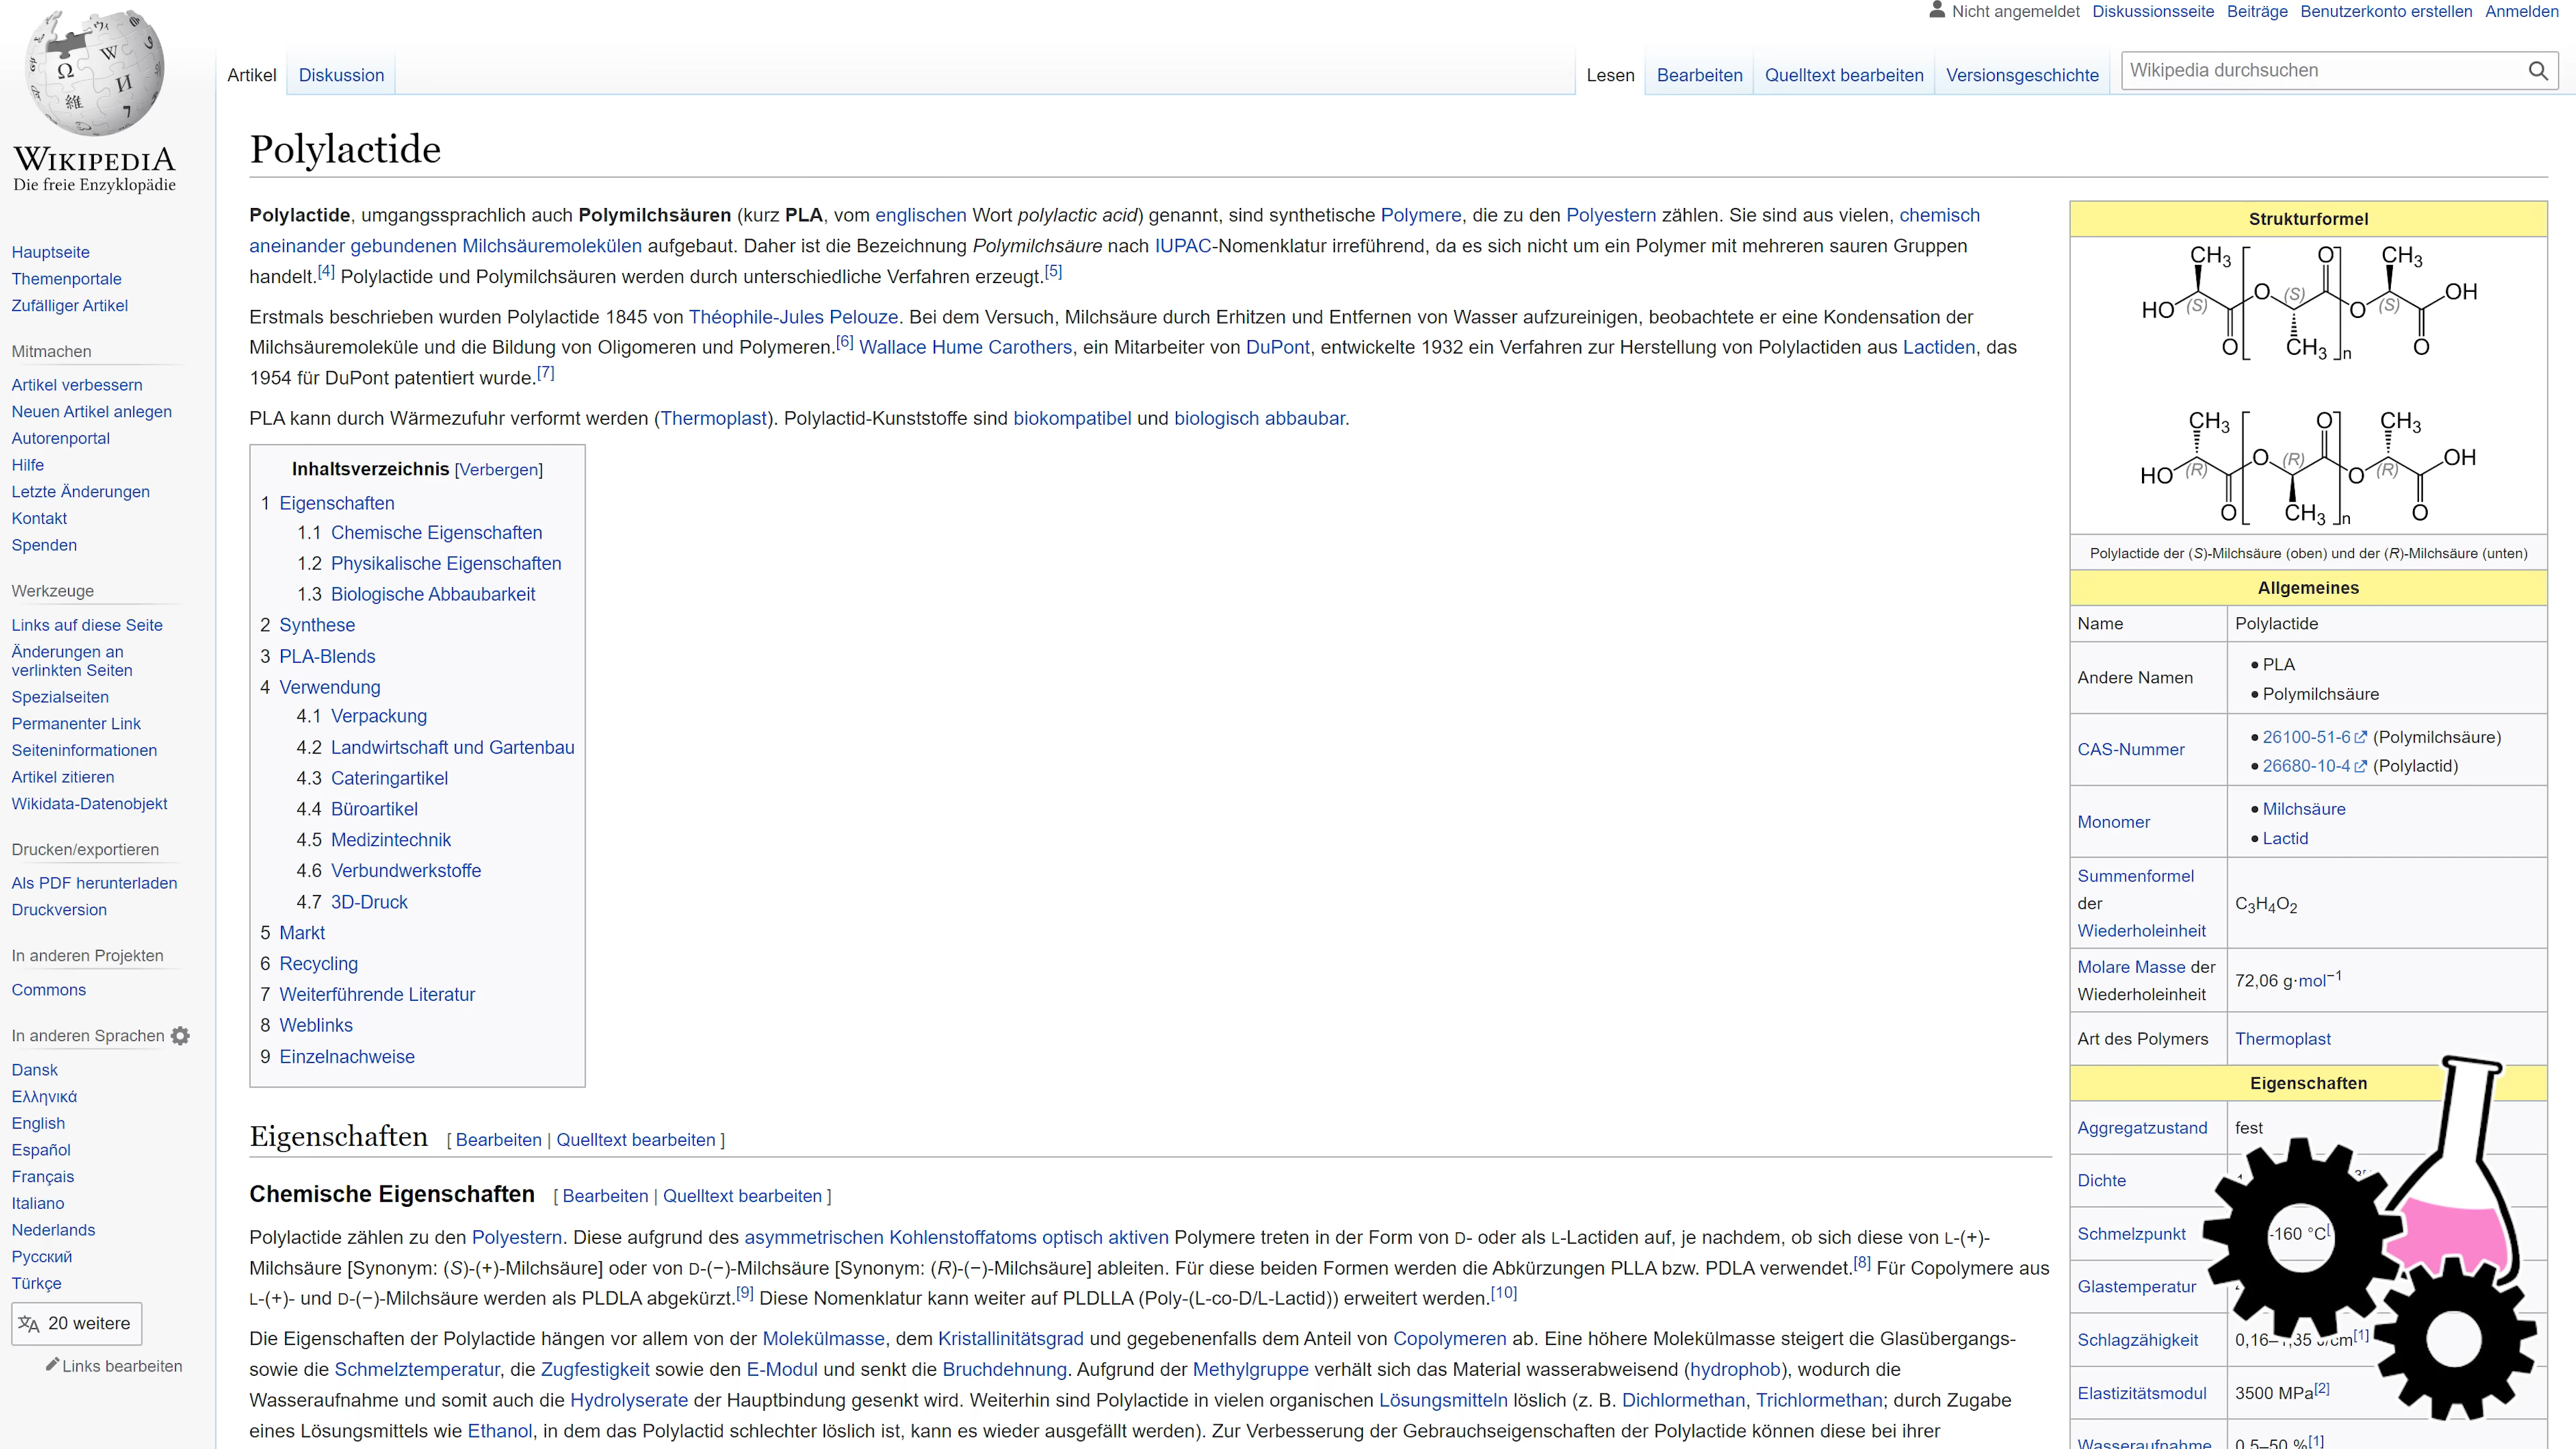 Nicht angemeldet Diskussionsseite Beiträge Benutzerkonto erstellen Anmelden
Artikel Diskussion Lesen Bearbeiten Quelltext bearbeiten Versionsgeschichte Wikipedia durchsuchen
WIKIPEDIA
Die freie Enzyklopädie
Hauptseite
Themenportale
Zufälliger Artikel
Mitmachen
Artikel verbessern
Neuen Artikel anlegen
Autorenportal
Hilfe
Letzte Änderungen
Kontakt
Spenden
Werkzeuge
Links auf diese Seite
Änderungen an
verlinkten Seiten
Spezialseiten
Permanenter Link
Seiteninformationen
Artikel zitieren
Wikidata-Datenobjekt
Drucken/exportieren
Als PDF herunterladen
Druckversion
In anderen Projekten
Commons
In anderen Sprachen
Dansk
Ελληνικά
English
Español
Français
Italiano
Nederlands
Русский
Türkçe
20 weitere
Links bearbeiten
Polylactide
Polylactide, umgangssprachlich auch Polymilchsäuren (kurz PLA, vom englischen Wort polylactic acid) genannt, sind synthetische Polymere, die zu den Polyestern zählen. Sie sind aus vielen, chemisch
aneinander gebundenen Milchsäuremolekülen aufgebaut. Daher ist die Bezeichnung Polymilchsäure nach IUPAC-Nomenklatur irreführend, da es sich nicht um ein Polymer mit mehreren sauren Gruppen
handelt.[4] Polylactide und Polymilchsäuren werden durch unterschiedliche Verfahren erzeugt.[5]
Erstmals beschrieben wurden Polylactide 1845 von Théophile-Jules Pelouze. Bei dem Versuch, Milchsäure durch Erhitzen und Entfernen von Wasser aufzureinigen, beobachtete er eine Kondensation der
Milchsäuremoleküle und die Bildung von Oligomeren und Polymeren.[6] Wallace Hume Carothers, ein Mitarbeiter von DuPont, entwickelte 1932 ein Verfahren zur Herstellung von Polylactiden aus Lactiden, das
1954 für DuPont patentiert wurde.[7]
PLA kann durch Wärmezufuhr verformt werden (Thermoplast). Polylactid-Kunststoffe sind biokompatibel und biologisch abbaubar.
Inhaltsverzeichnis [Verbergen]
1 Eigenschaften
1.1 Chemische Eigenschaften
1.2 Physikalische Eigenschaften
1.3 Biologische Abbaubarkeit
2 Synthese
3 PLA-Blends
4 Verwendung
4.1 Verpackung
4.2 Landwirtschaft und Gartenbau
4.3 Cateringartikel
4.4 Büroartikel
4.5 Medizintechnik
4.6 Verbundwerkstoffe
4.7 3D-Druck
5 Markt
6 Recycling
7 Weiterführende Literatur
8 Weblinks
9 Einzelnachweise
Eigenschaften [ Bearbeiten | Quelltext bearbeiten ]
Chemische Eigenschaften [ Bearbeiten | Quelltext bearbeiten ]
Polylactide zählen zu den Polyestern. Diese aufgrund des asymmetrischen Kohlenstoffatoms optisch aktiven Polymere treten in der Form von D- oder als L-Lactiden auf, je nachdem, ob sich diese von L-(+)-
Milchsäure [Synonym: (S)-(+)-Milchsäure] oder von D-(−)-Milchsäure [Synonym: (R)-(−)-Milchsäure] ableiten. Für diese beiden Formen werden die Abkürzungen PLLA bzw. PDLA verwendet.[8] Für Copolymere aus
L-(+)- und D-(−)-Milchsäure werden als PLDLA abgekürzt.[9] Diese Nomenklatur kann weiter auf PLDLLA (Poly-(L-co-D/L-Lactid)) erweitert werden.[10]
Die Eigenschaften der Polylactide hängen vor allem von der Molekülmasse, dem Kristallinitätsgrad und gegebenenfalls dem Anteil von Copolymeren ab. Eine höhere Molekülmasse steigert die Glasübergangs-
sowie die Schmelztemperatur, die Zugfestigkeit sowie den E-Modul und senkt die Bruchdehnung. Aufgrund der Methylgruppe verhält sich das Material wasserabweisend (hydrophob), wodurch die
Wasseraufnahme und somit auch die Hydrolyserate der Hauptbindung gesenkt wird. Weiterhin sind Polylactide in vielen organischen Lösungsmitteln löslich (z. B. Dichlormethan, Trichlormethan; durch Zugabe
eines Lösungsmittels wie Ethanol, in dem das Polylactid schlechter löslich ist, kann es wieder ausgefällt werden). Zur Verbesserung der Gebrauchseigenschaften der Polylactide können diese bei ihrer
Strukturformel
CH3 O CH3
HO (S) O (S) O (S) OH
O CH3 n O
CH3 O CH3
HO (R) O (R) O (R) OH
O CH3 n O
Polylactide der (S)-Milchsäure (oben) und der (R)-Milchsäure (unten)
Allgemeines
Name Polylactide
Andere Namen
• PLA
• Polymilchsäure
CAS-Nummer
• 26100-51-6 (Polymilchsäure)
• 26680-10-4 (Polylactid)
Monomer
• Milchsäure
• Lactid
Summenformel
der
Wiederholeinheit
C3H4O2
Molare Masse der
Wiederholeinheit
72,06 g·mol−1
Art des Polymers Thermoplast
Eigenschaften
Aggregatzustand fest
Dichte
Schmelzpunkt -160 °C
Glastemperatur
Schlagzähigkeit 0,16– J/cm[1]
Elastizitätsmodul 3500 MPa[2]
Wasseraufnahme 0,5–50 %[1]